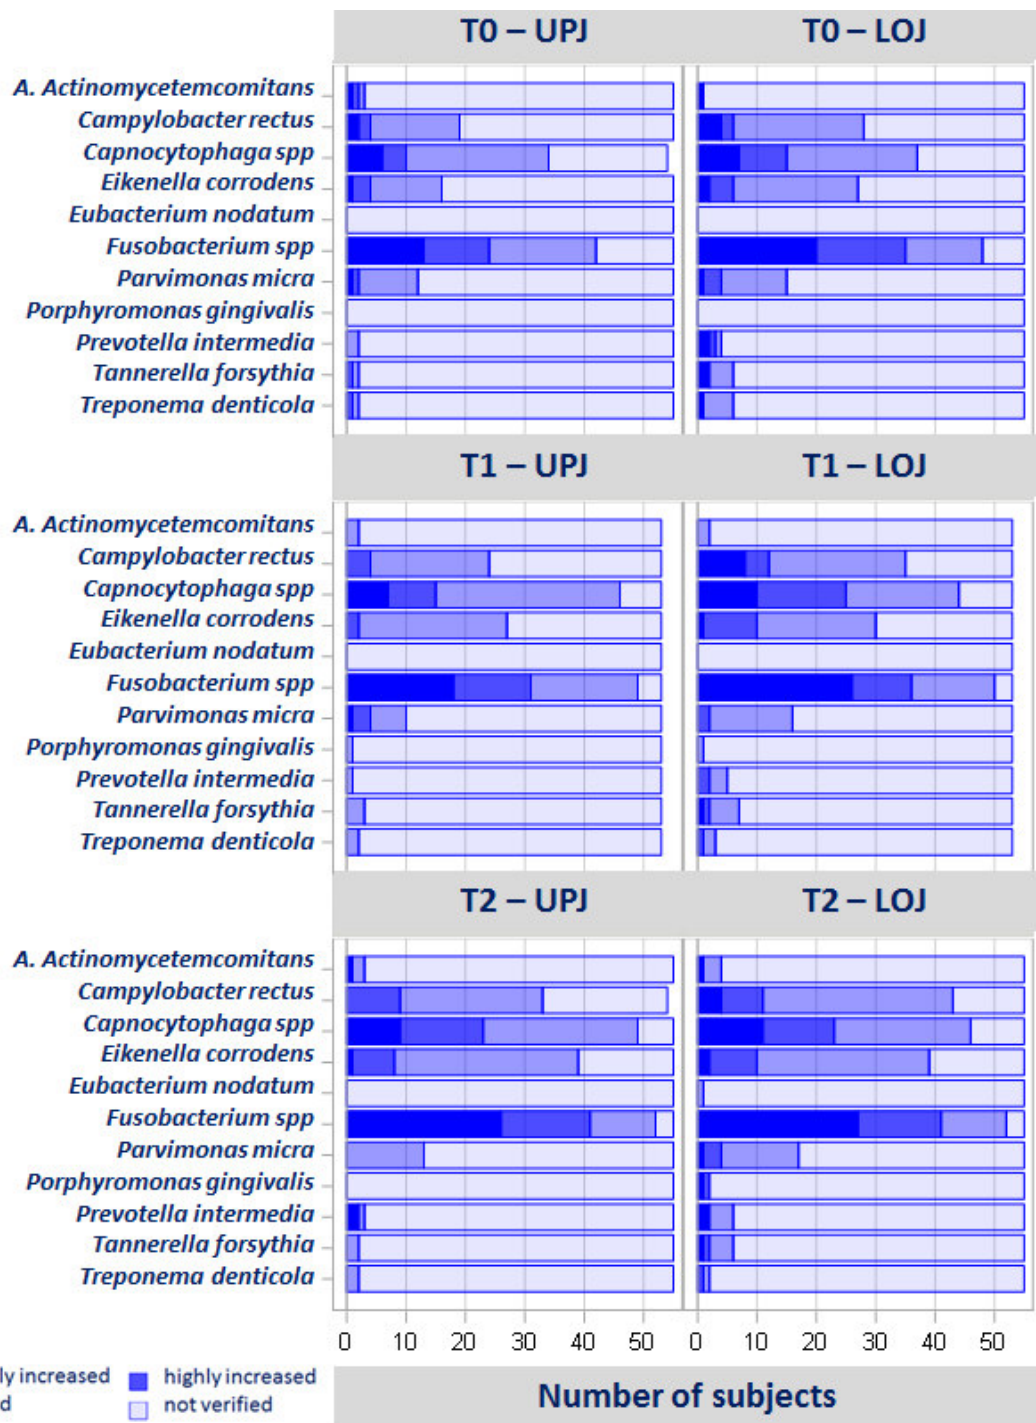 T0 – UPJ T0 – LOJ
A. Actinomycetemcomitans
Campylobacter rectus
Capnocytophaga spp
Eikenella corrodens
Eubacterium nodatum
Fusobacterium spp
Parvimonas micra
Porphyromonas gingivalis
Prevotella intermedia
Tannerella forsythia
Treponema denticola
T1 – UPJ T1 – LOJ
A. Actinomycetemcomitans
Campylobacter rectus
Capnocytophaga spp
Eikenella corrodens
Eubacterium nodatum
Fusobacterium spp
Parvimonas micra
Porphyromonas gingivalis
Prevotella intermedia
Tannerella forsythia
Treponema denticola
T2 – UPJ T2 – LOJ
A. Actinomycetemcomitans
Campylobacter rectus
Capnocytophaga spp
Eikenella corrodens
Eubacterium nodatum
Fusobacterium spp
Parvimonas micra
Porphyromonas gingivalis
Prevotella intermedia
Tannerella forsythia
Treponema denticola
0 10 20 30 40 50 0 10 20 30 40 50
increased highly increased
not verified
Number of subjects